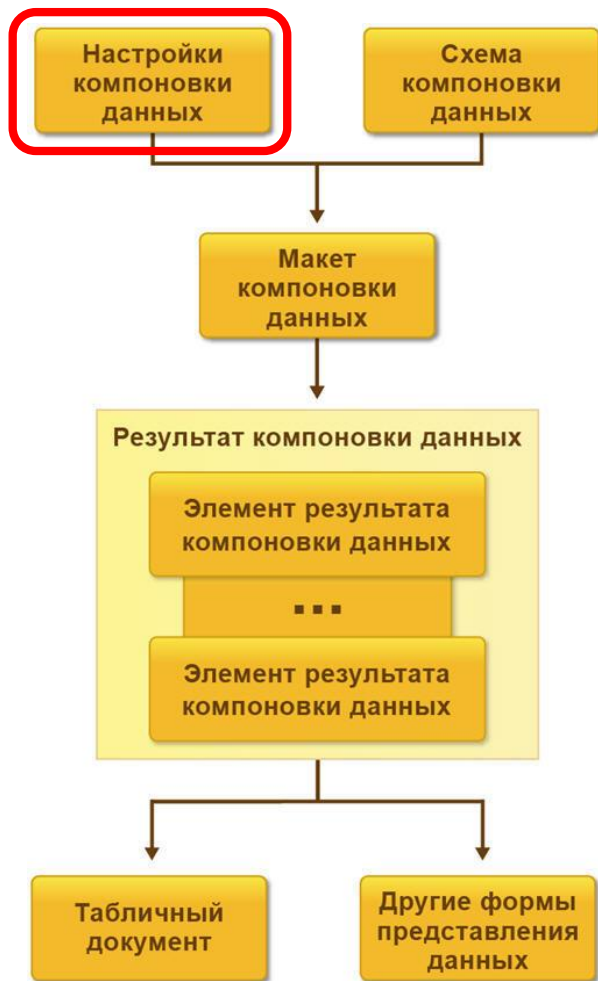 Настройки
компоновки
данных
Схема
компоновки
данных
Макет
компоновки
данных
Результат компоновки данных
Элемент результата
компоновки данных
...
Элемент результата
компоновки данных
Табличный
документ
Другие формы
представления
данных